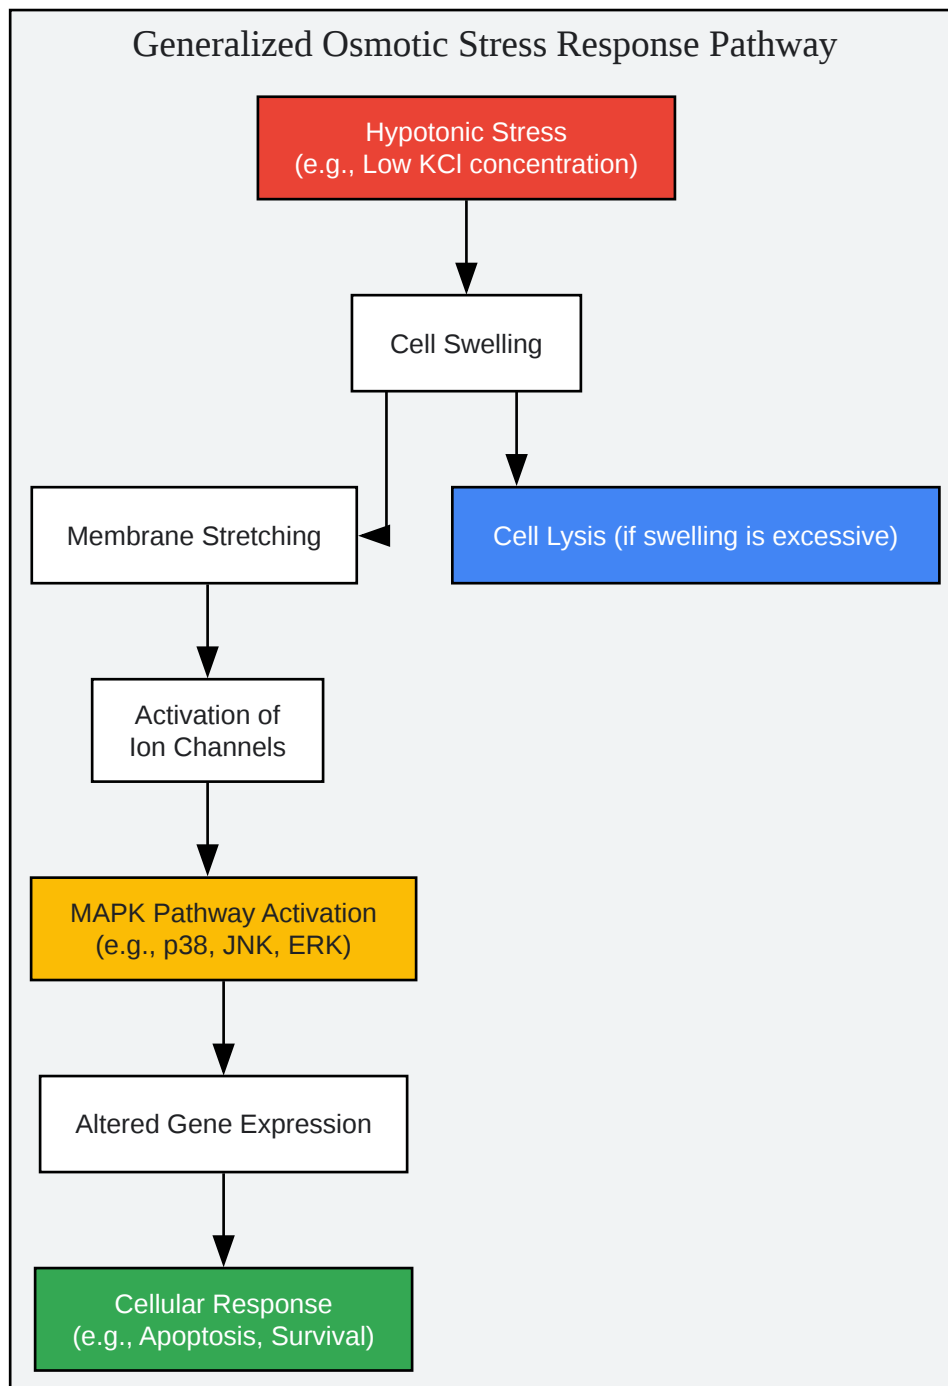 Generalized Osmotic Stress Response Pathway
Hypotonic Stress
(e.g., Low KCl concentration)
Cell Swelling
Membrane Stretching
Cell Lysis (if swelling is excessive)
Activation of
Ion Channels
MAPK Pathway Activation
(e.g., p38, JNK, ERK)
Altered Gene Expression
Cellular Response
(e.g., Apoptosis, Survival)